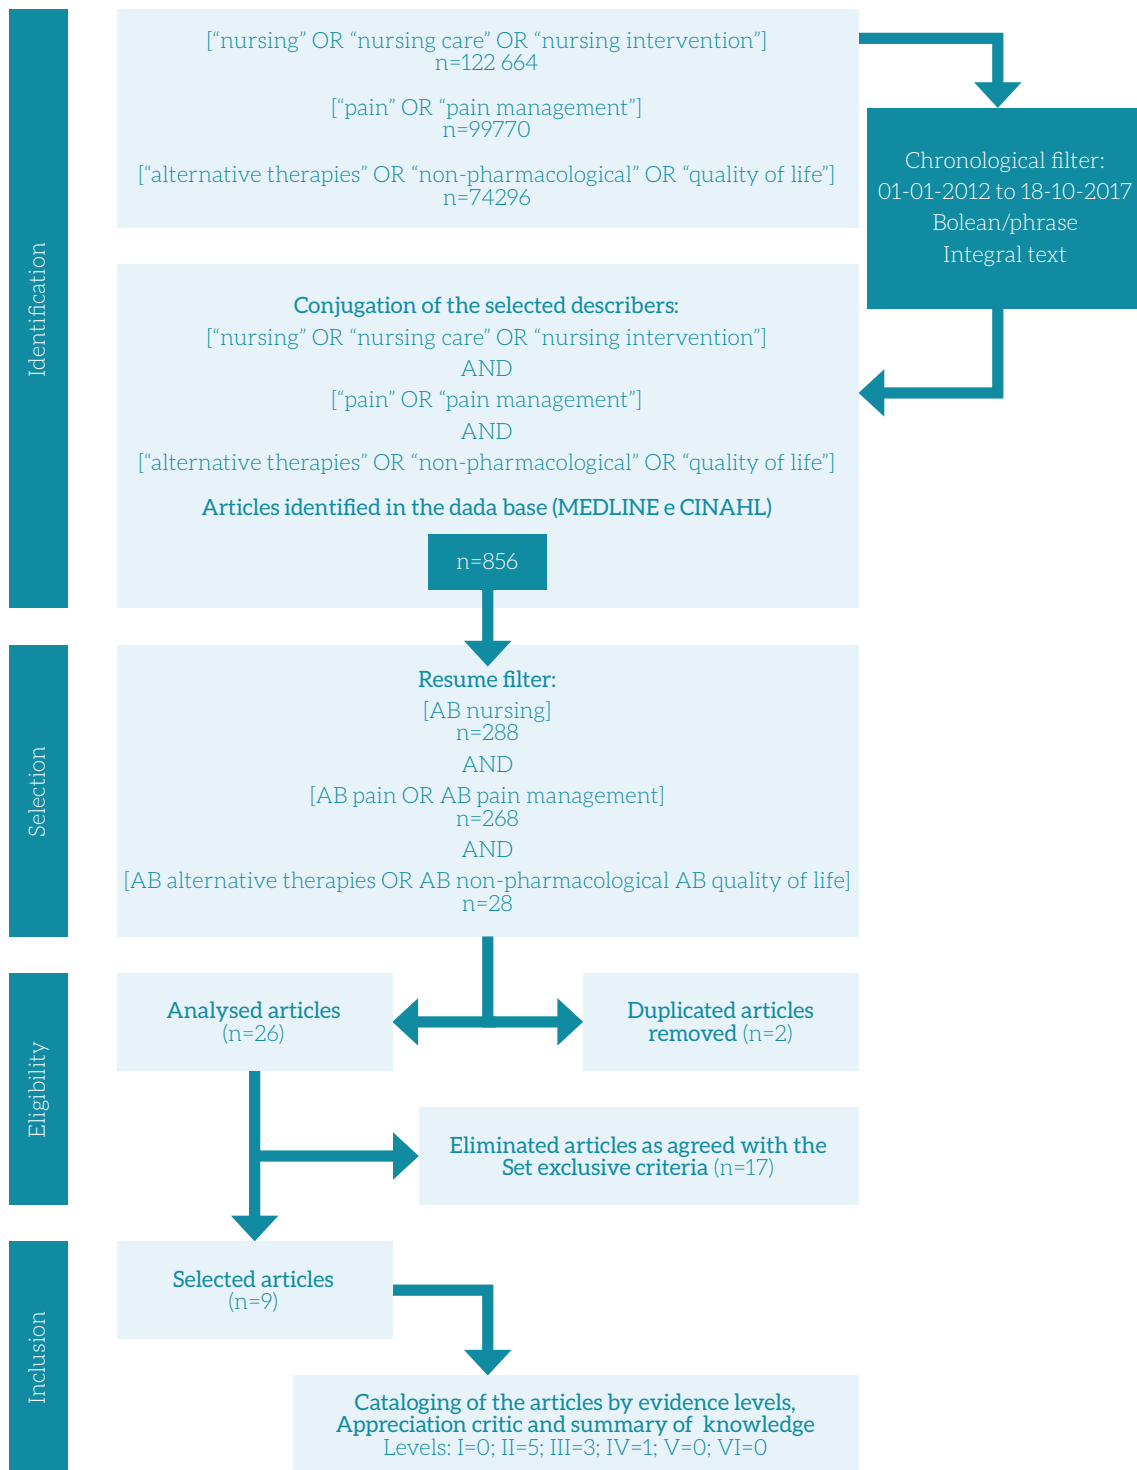 Identification
[“nursing” OR “nursing care” OR “nursing intervention”]
n=122 664
[“pain” OR “pain management”]
n=99770
[“alternative therapies” OR “non-pharmacological” OR “quality of life”]
n=74296
Chronological filter:
01-01-2012 to 18-10-2017
Bolean/phrase
Integral text
Conjugation of the selected describers:
[“nursing” OR “nursing care” OR “nursing intervention”]
AND
[“pain” OR “pain management”]
AND
[“alternative therapies” OR “non-pharmacological” OR “quality of life”]
Articles identified in the dada base (MEDLINE e CINAHL)
n=856
Selection
Resume filter:
[AB nursing]
n=288
AND
[AB pain OR AB pain management]
n=268
AND
[AB alternative therapies OR AB non-pharmacological AB quality of life]
n=28
Eligibility
Analysed articles
(n=26)
Duplicated articles
removed (n=2)
Eliminated articles as agreed with the
Set exclusive criteria (n=17)
Inclusion
Selected articles
(n=9)
Cataloging of the articles by evidence levels,
Appreciation critic and summary of knowledge
Levels: I=0; II=5; III=3; IV=1; V=0; VI=0